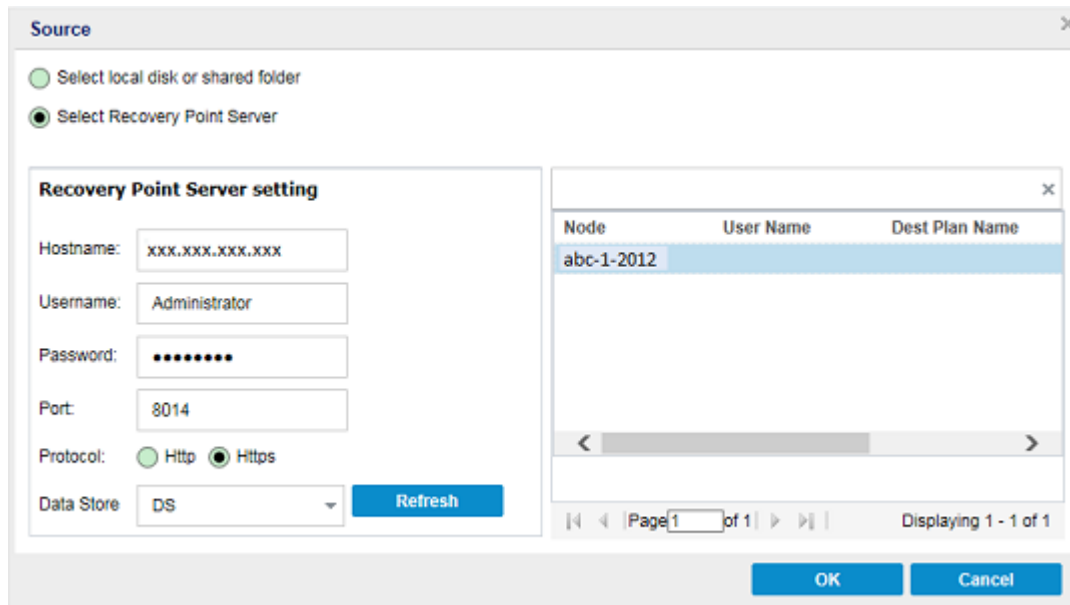 Source
Select local disk or shared folder
Select Recovery Point Server
Recovery Point Server setting
Hostname: xxx.xxx.xxx.xxx
Username: Administrator
Password: ••••••••
Port: 8014
Protocol: Http Https
Data Store DS Refresh
Node User Name Dest Plan Name
abc-1-2012
Page 1 of 1 Displaying 1 - 1 of 1
OK Cancel